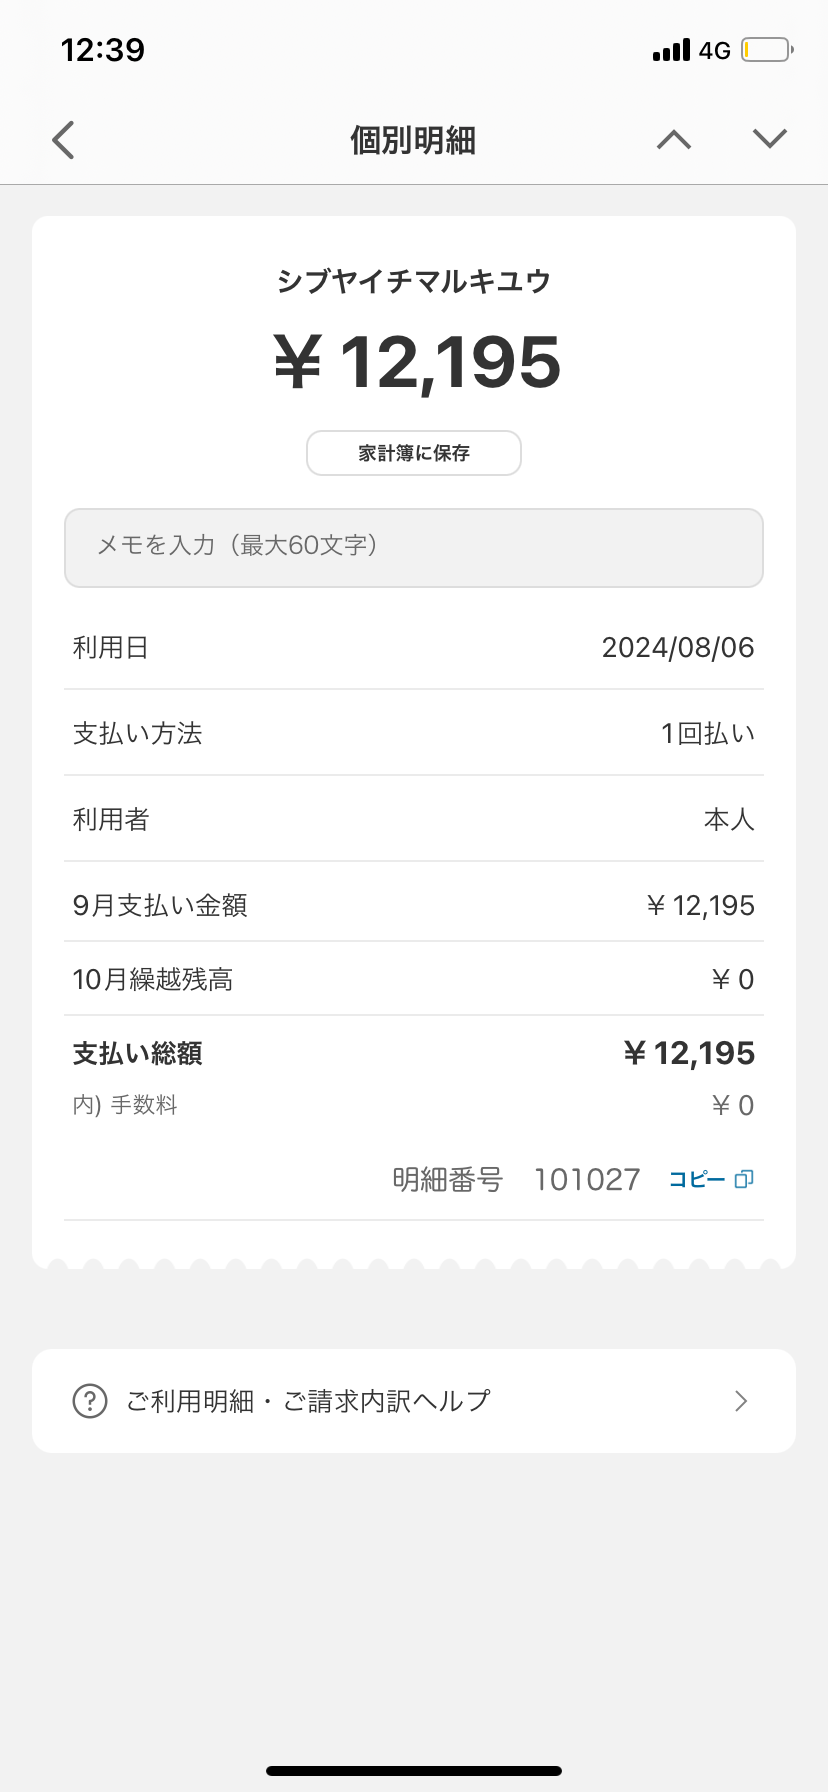 12:39 4G
個別明細
シブヤイチマルキユウ
¥ 12,195
家計簿に保存
メモを入力（最大60文字）
利用日 2024/08/06
支払い方法 1回払い
利用者 本人
9月支払い金額 ¥ 12,195
10月繰越残高 ¥ 0
支払い総額 ¥ 12,195
内) 手数料 ¥ 0
明細番号 101027 コピー
ご利用明細・ご請求内訳ヘルプ